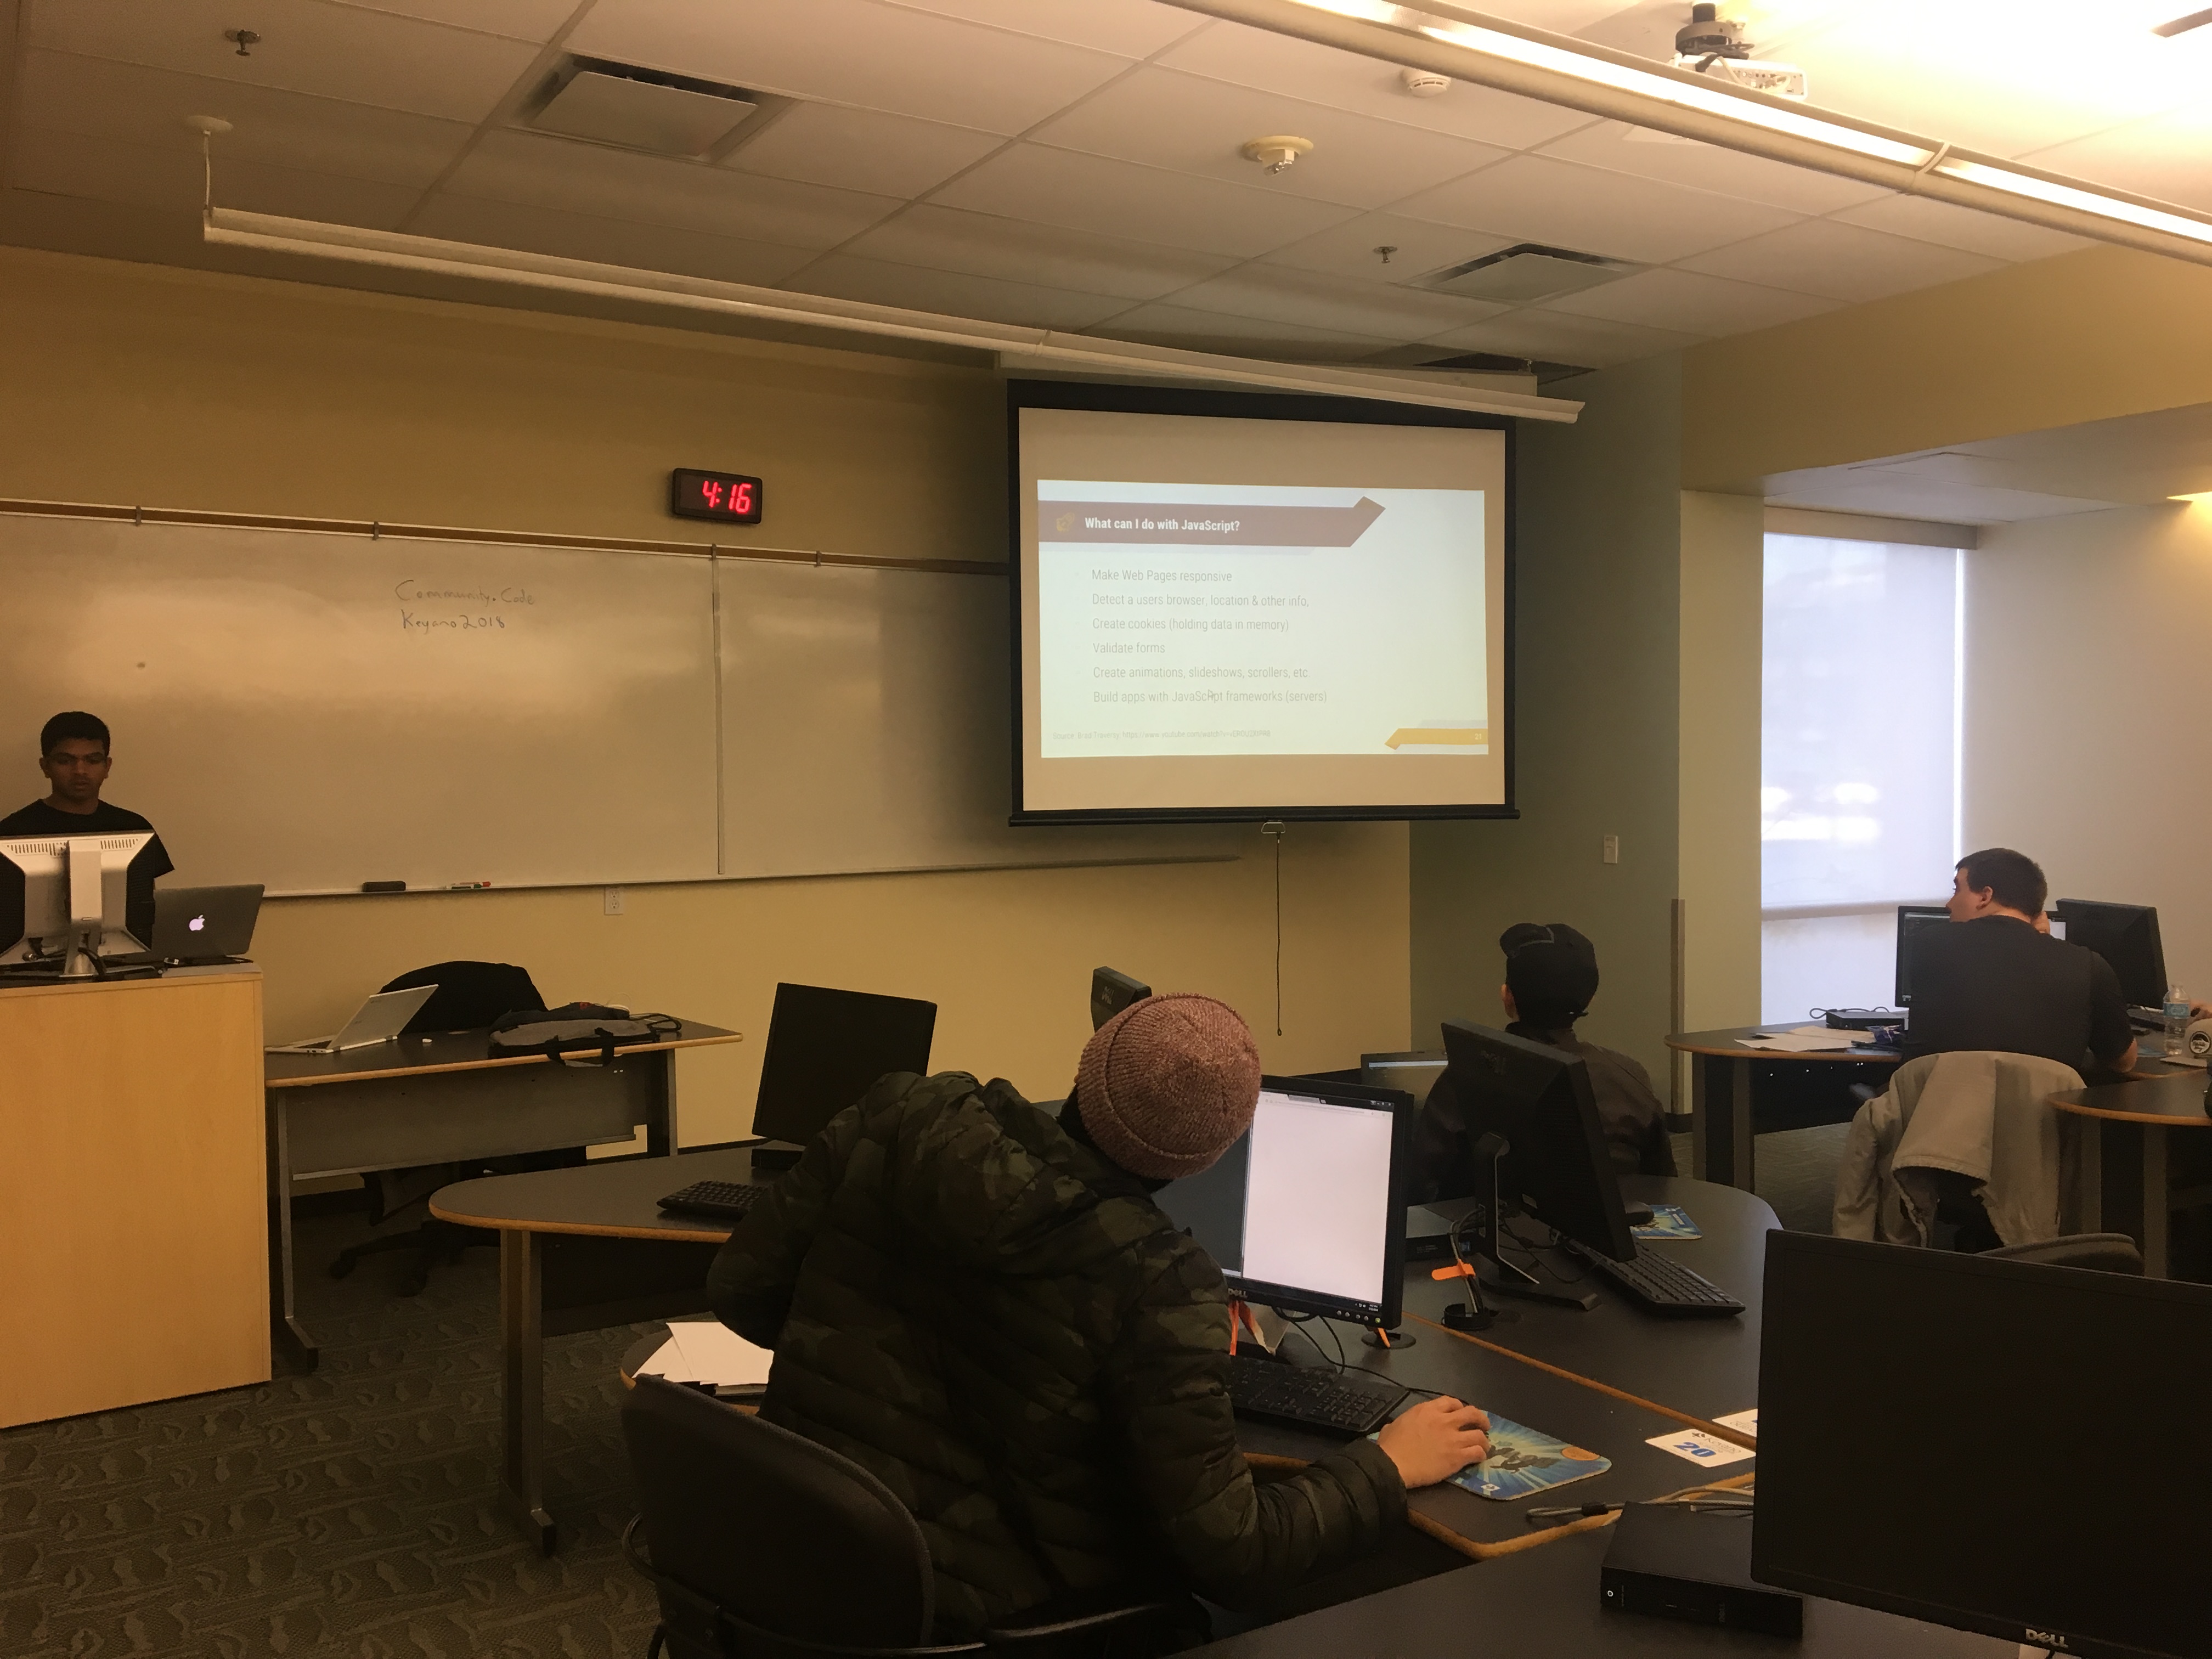 4:16
Community.Code
Keyano2018
What can I do with JavaScript?
Make Web Pages responsive
Detect a users browser, location & other info,
Create cookies (holding data in memory)
Validate forms
Create animations, slideshows, scrollers, etc
Build apps with JavaScript frameworks (servers)
21
DELL
20
DELL